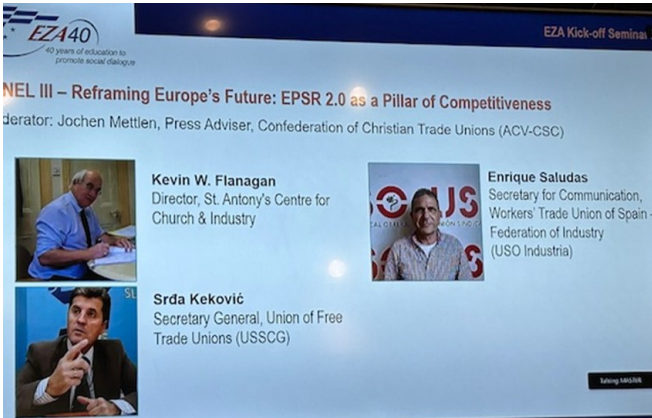 EZA40
40 years of education to
promote social dialogue
EZA Kick-off Seminar
NEL III – Reframing Europe's Future: EPSR 2.0 as a Pillar of Competitiveness
derator: Jochen Mettlen, Press Adviser, Confederation of Christian Trade Unions (ACV-CSC)
Kevin W. Flanagan
Director, St. Antony's Centre for
Church & Industry
Enrique Saludas
Secretary for Communication,
Workers' Trade Union of Spain -
Federation of Industry
(USO Industria)
Srđa Keković
Secretary General, Union of Free
Trade Unions (USSCG)
SL